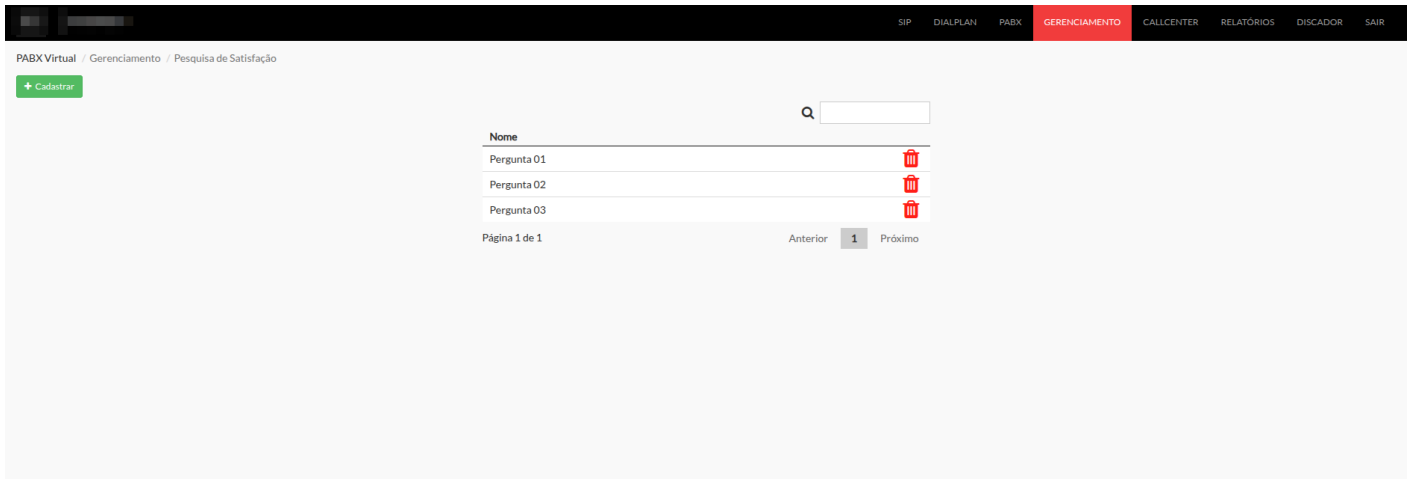 SIP DIALPLAN PABX GERENCIAMENTO CALLCENTER RELATÓRIOS DISCADOR SAIR
PABX Virtual / Gerenciamento / Pesquisa de Satisfação
+ Cadastrar
Nome
Pergunta 01
Pergunta 02
Pergunta 03
Página 1 de 1 Anterior 1 Próximo